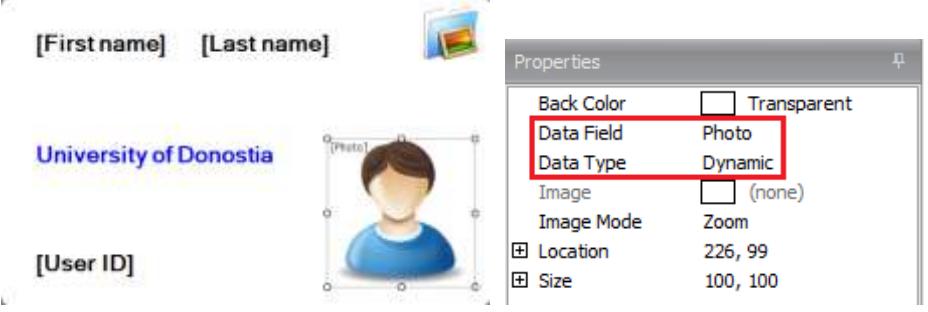 [First name] [Last name]
University of Donostia
[Photo]
[User ID]
Properties
Back Color Transparent
Data Field Photo
Data Type Dynamic
Image (none)
Image Mode Zoom
Location 226, 99
Size 100, 100